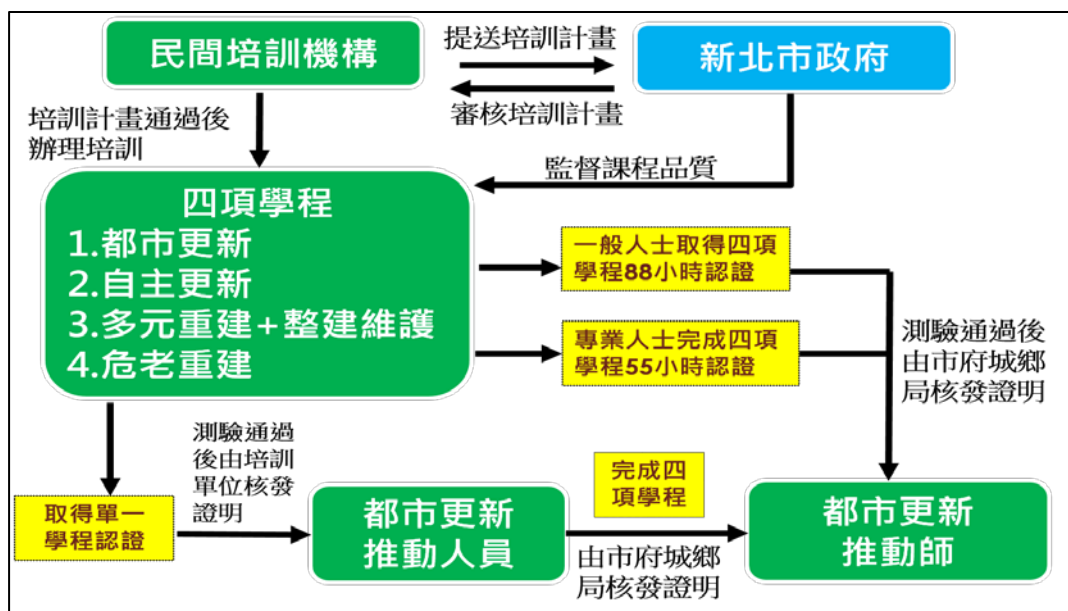 民間培訓機構
提送培訓計畫
新北市政府
審核培訓計畫
培訓計畫通過後
辦理培訓
監督課程品質
四項學程
1.都市更新
2.自主更新
3.多元重建+整建維護
4.危老重建
一般人士取得四項
學程88小時認證
專業人士完成四項
學程55小時認證
測驗通過後
由市府城鄉
局核發證明
取得單一
學程認證
測驗通過
後由培訓
單位核發
證明
都市更新
推動人員
完成四
項學程
由市府城鄉
局核發證明
都市更新
推動師